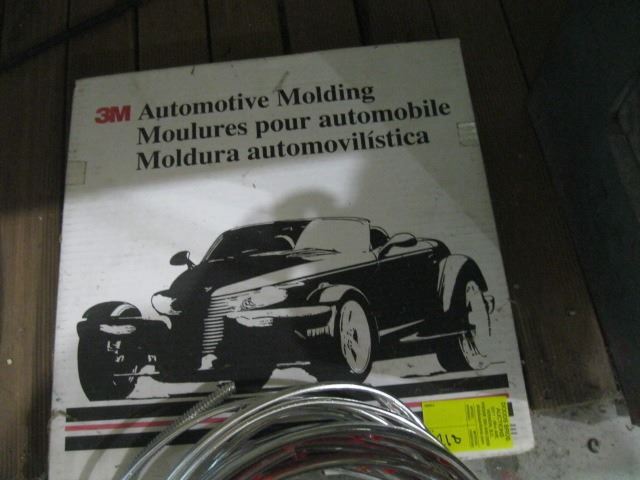 3M Automotive Molding
Moulures pour automobile
Moldura automovilística